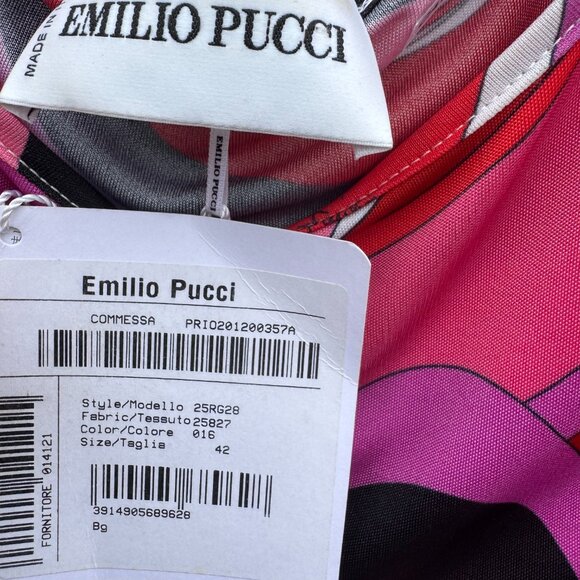 MADE IN
EMILIO PUCCI
EMILIO PUCCI
Emilio Pucci
COMMESSA PRIO201200357A
Style/Modello 25RG28
Fabric/Tessuto 25827
Color/Colore 016
Size/Taglia 42
3914905689628
Bg
FORNITORE 014121